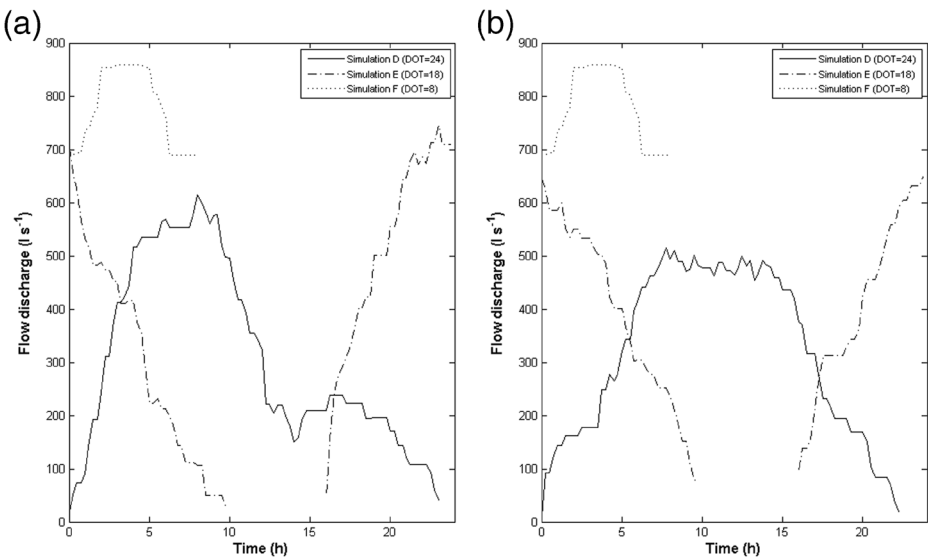 (a)
900
800
700
600
500
400
300
200
100
0
Flow discharge (l s-1)
0 5 10 15 20
Time (h)
Simulation D (DOT=24)
Simulation E (DOT=18)
Simulation F (DOT=8)
(b)
900
800
700
600
500
400
300
200
100
0
Flow discharge (l s-1)
0 5 10 15 20
Time (h)
Simulation D (DOT=24)
Simulation E (DOT=18)
Simulation F (DOT=8)